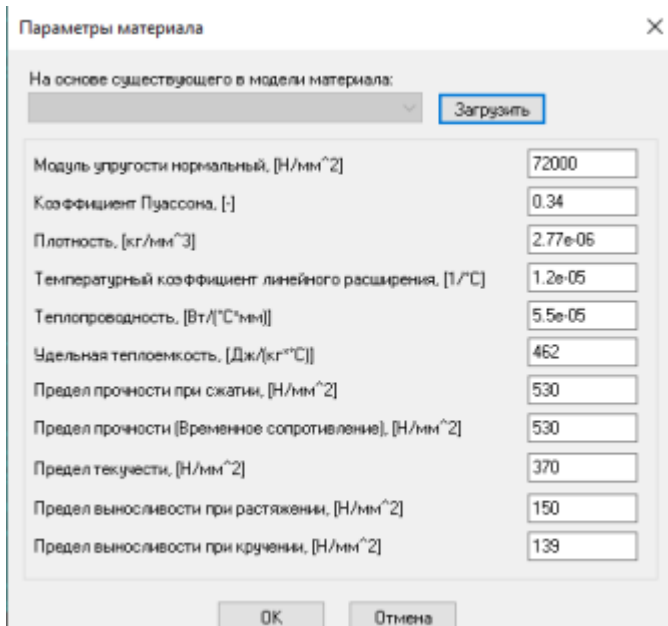 Параметры материала
На основе существующего в модели материала:
Загрузить
Модуль упругости нормальный, [Н/мм^2] 72000
Коэффициент Пуассона, [-] 0.34
Плотность, [кг/мм^3] 2.77e-06
Температурный коэффициент линейного расширения, [1/°C] 1.2e-05
Теплопроводность, [Вт/(°C*мм)] 5.5e-05
Удельная теплоемкость, [Дж/(кг*°C)] 462
Предел прочности при сжатии, [Н/мм^2] 530
Предел прочности (Временное сопротивление), [Н/мм^2] 530
Предел текучести, [Н/мм^2] 370
Предел выносливости при растяжении, [Н/мм^2] 150
Предел выносливости при кручении, [Н/мм^2] 139
ОК Отмена